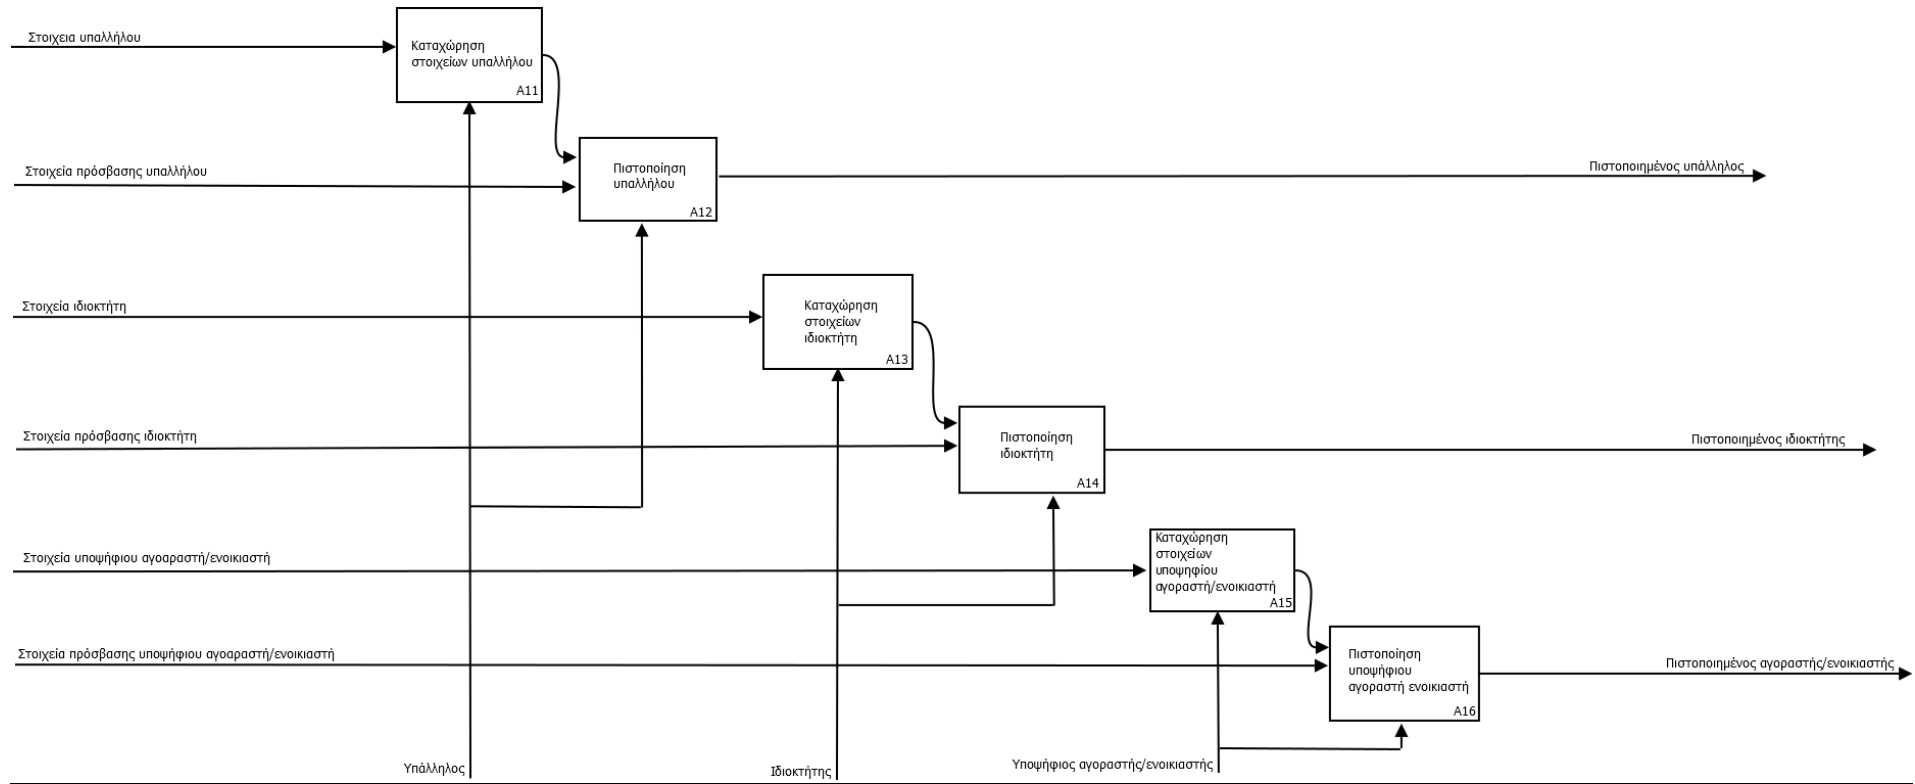 Στοιχεια υπαλλήλου
Καταχώρηση
στοιχείων υπαλλήλου
A11
Στοιχεία πρόσβασης υπαλλήλου
Πιστοποίηση
υπαλλήλου
A12
Πιστοποιημένος υπάλληλος
Στοιχεία ιδιοκτήτη
Καταχώρηση
στοιχείων
ιδιοκτήτη
A13
Στοιχεία πρόσβασης ιδιοκτήτη
Πιστοποίηση
ιδιοκτήτη
A14
Πιστοποιημένος ιδιοκτήτης
Στοιχεία υποψήφιου αγοαραστή/ενοικιαστή
Καταχώρηση
στοιχείων
υποψηφίου
αγοραστή/ενοικιαστή
A15
Στοιχεία πρόσβασης υποψήφιου αγοαραστή/ενοικιαστή
Πιστοποίηση
υποψήφιου
αγοραστή ενοικιαστή
A16
Πιστοποιημένος αγοραστής/ενοικιαστής
Υπάλληλος
Ιδιοκτήτης
Υποψήφιος αγοραστής/ενοικιαστής